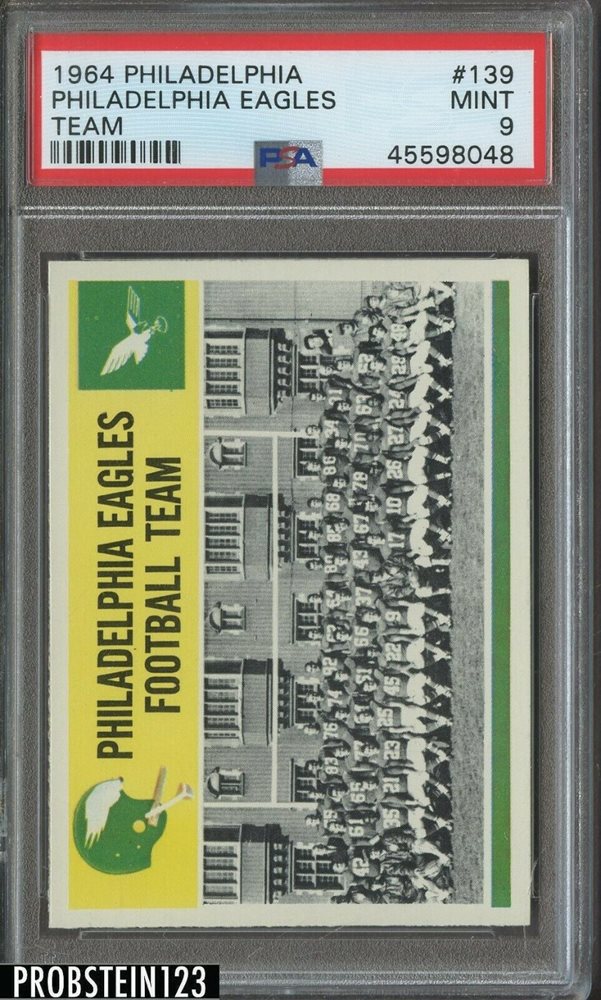 1964 PHILADELPHIA #139
PHILADELPHIA EAGLES MINT
TEAM 9
PSA 45598048
PHILADELPHIA EAGLES
FOOTBALL TEAM
PROBSTEIN123